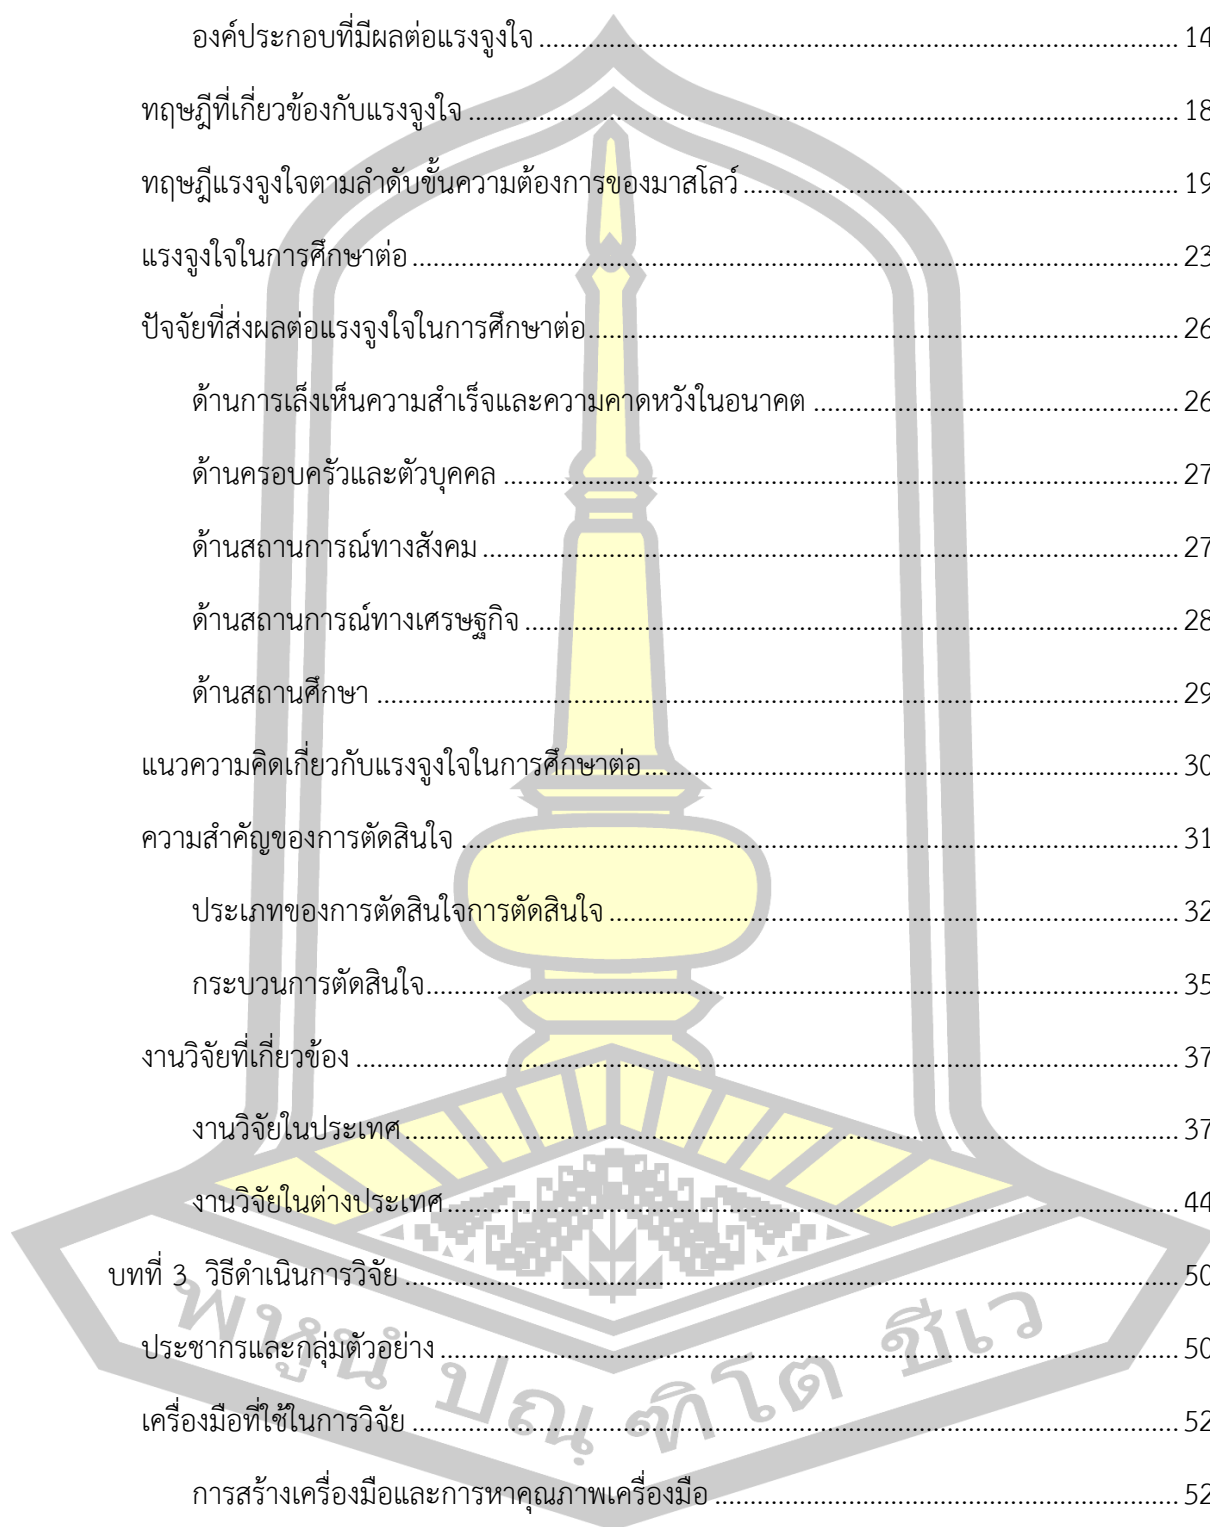 องค์ประกอบที่มีผลต่อแรงจูงใจ ........ 14
ทฤษฎีที่เกี่ยวข้องกับแรงจูงใจ ........ 18
ทฤษฎีแรงจูงใจตามลำดับขั้นความต้องการของมาสโลว์ ........ 19
แรงจูงใจในการศึกษาต่อ ........ 23
ปัจจัยที่ส่งผลต่อแรงจูงใจในการศึกษาต่อ ........ 26
ด้านการเล็งเห็นความสำเร็จและความคาดหวังในอนาคต ........ 26
ด้านครอบครัวและตัวบุคคล ........ 27
ด้านสถานการณ์ทางสังคม ........ 27
ด้านสถานการณ์ทางเศรษฐกิจ ........ 28
ด้านสถานศึกษา ........ 29
แนวความคิดเกี่ยวกับแรงจูงใจในการศึกษาต่อ ........ 30
ความสำคัญของการตัดสินใจ ........ 31
ประเภทของการตัดสินใจการตัดสินใจ ........ 32
กระบวนการตัดสินใจ ........ 35
งานวิจัยที่เกี่ยวข้อง ........ 37
งานวิจัยในประเทศ ........ 37
งานวิจัยในต่างประเทศ ........ 44
บทที่ 3 วิธีดำเนินการวิจัย ........ 50
ประชากรและกลุ่มตัวอย่าง ........ 50
เครื่องมือที่ใช้ในการวิจัย ........ 52
การสร้างเครื่องมือและการหาคุณภาพเครื่องมือ ........ 52
พหูนํ ปณฺฑิโต ชีเว